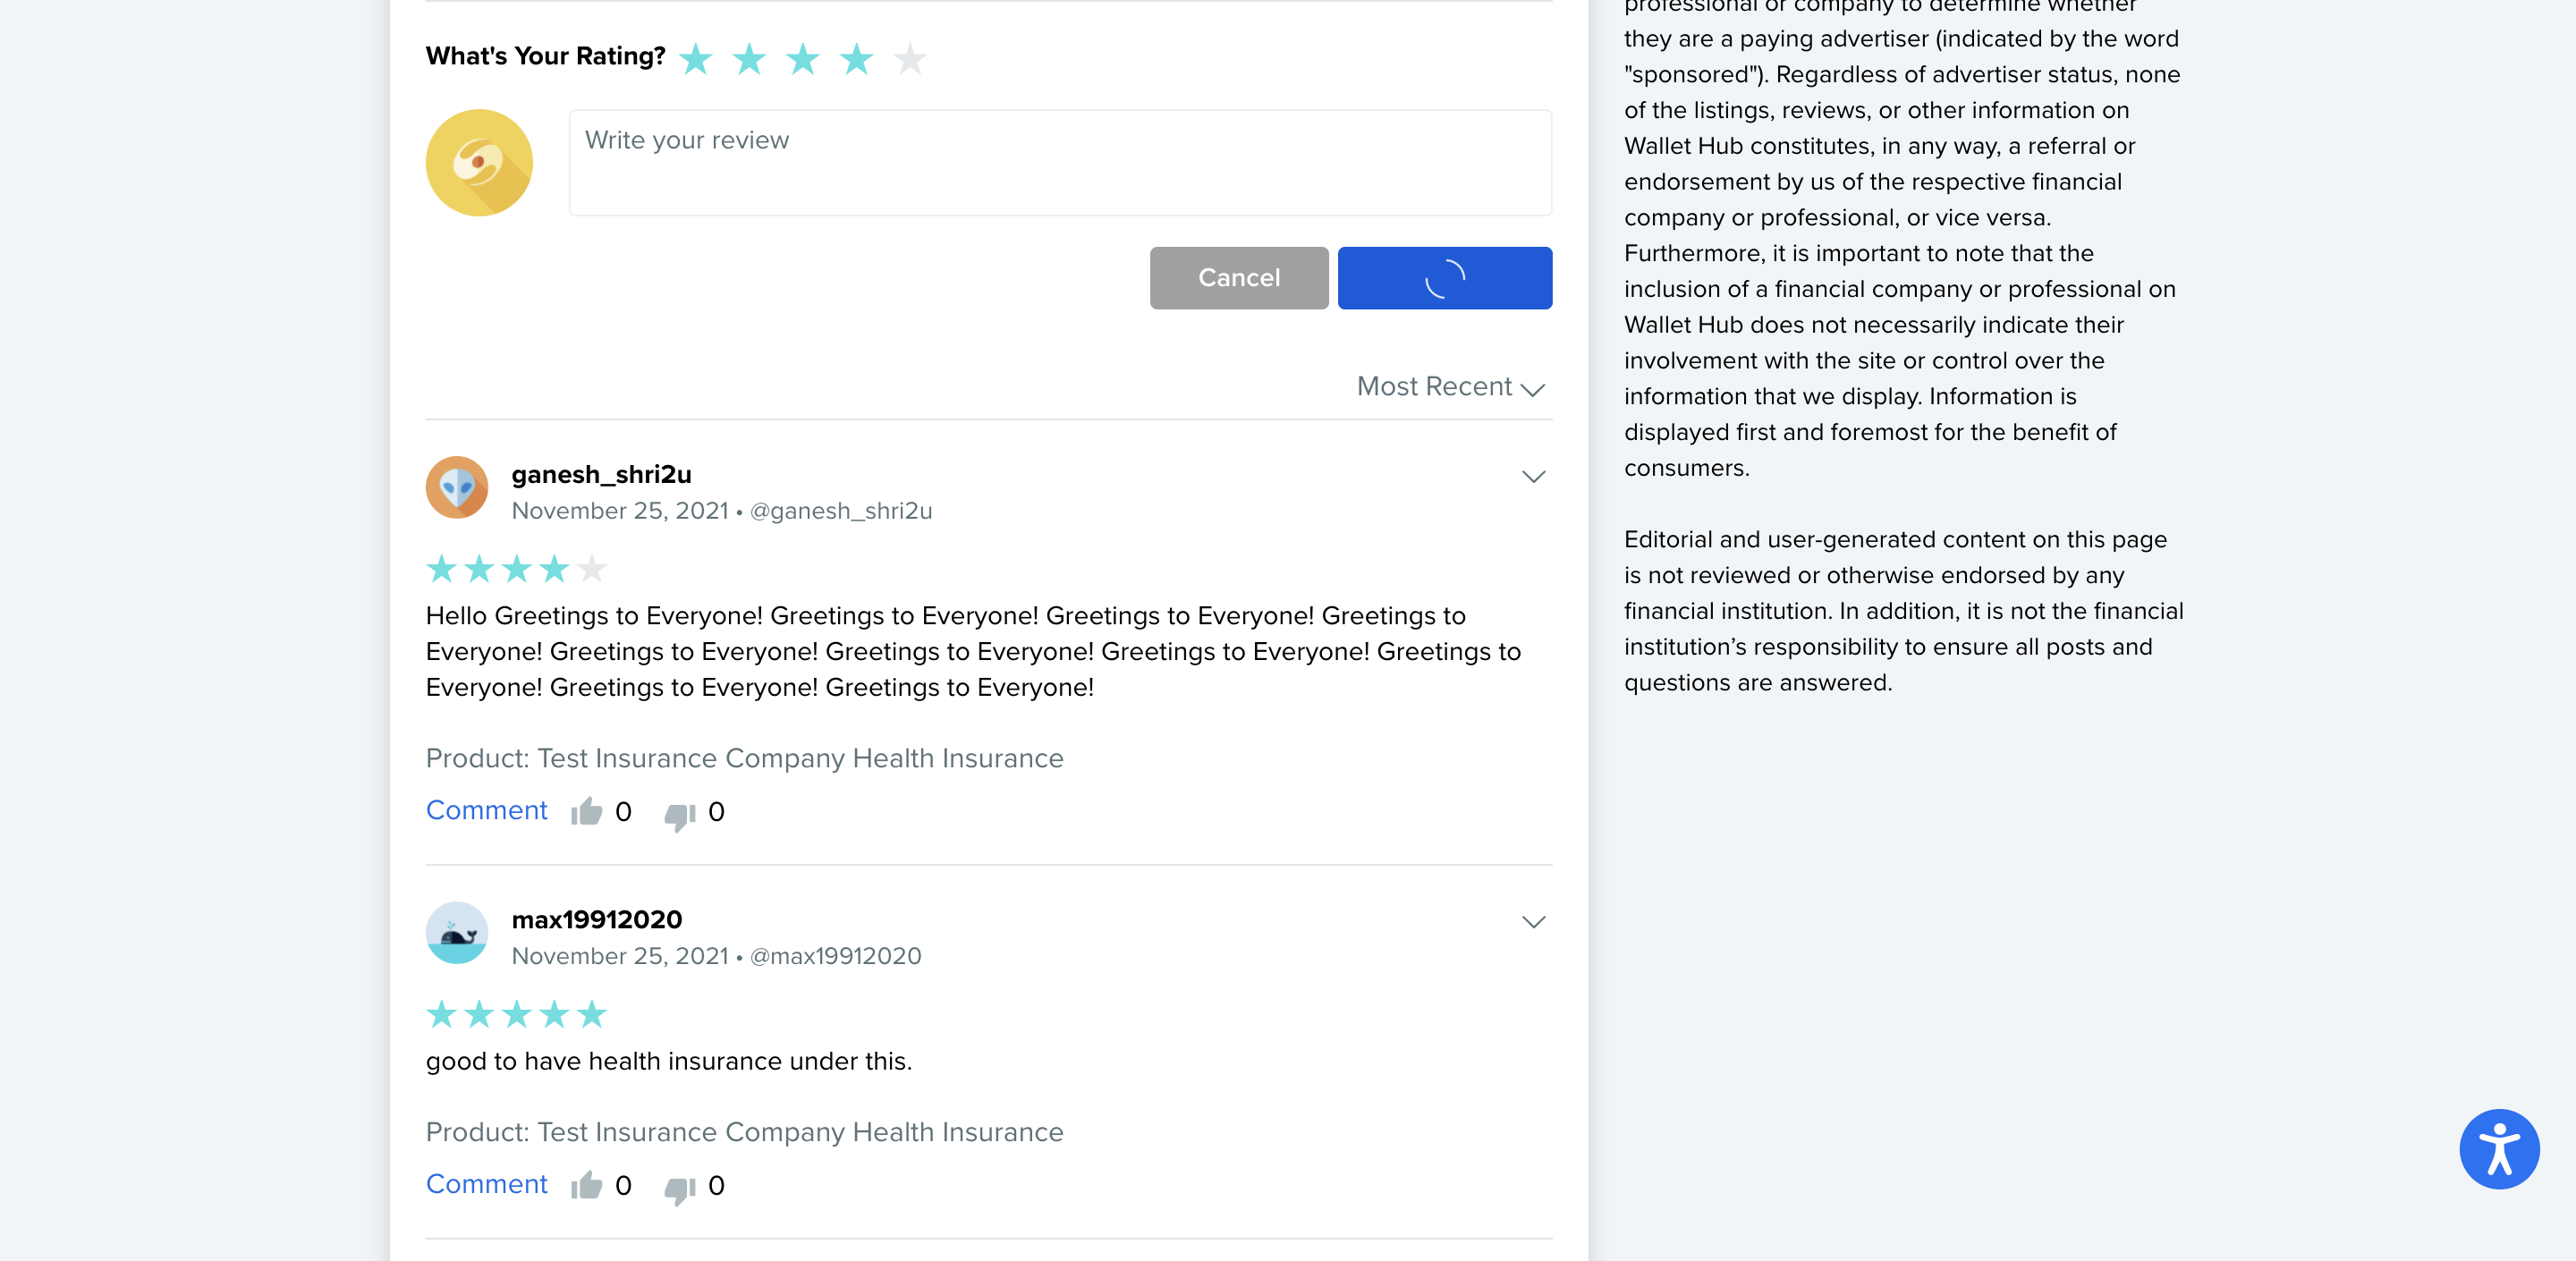 What's Your Rating?
Write your review
Cancel
Most Recent
ganesh_shri2u
November 25, 2021 • @ganesh_shri2u
Hello Greetings to Everyone! Greetings to Everyone! Greetings to Everyone! Greetings to
Everyone! Greetings to Everyone! Greetings to Everyone! Greetings to Everyone! Greetings to
Everyone! Greetings to Everyone! Greetings to Everyone!
Product: Test Insurance Company Health Insurance
Comment 0 0
max19912020
November 25, 2021 • @max19912020
good to have health insurance under this.
Product: Test Insurance Company Health Insurance
Comment 0 0
professional or company to determine whether
they are a paying advertiser (indicated by the word
"sponsored"). Regardless of advertiser status, none
of the listings, reviews, or other information on
Wallet Hub constitutes, in any way, a referral or
endorsement by us of the respective financial
company or professional, or vice versa.
Furthermore, it is important to note that the
inclusion of a financial company or professional on
Wallet Hub does not necessarily indicate their
involvement with the site or control over the
information that we display. Information is
displayed first and foremost for the benefit of
consumers.
Editorial and user-generated content on this page
is not reviewed or otherwise endorsed by any
financial institution. In addition, it is not the financial
institution’s responsibility to ensure all posts and
questions are answered.